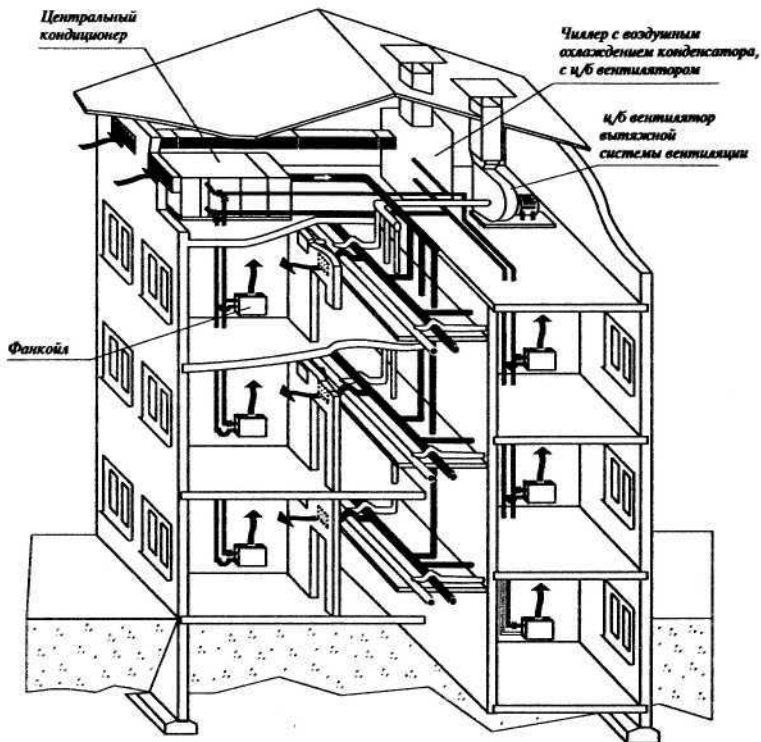 Центральный
кондиционер
Чиллер с воздушным
охлаждением конденсатора,
с ц/б вентилятором
ц/б вентилятор
вытяжной
системы вентиляции
Фанкойл